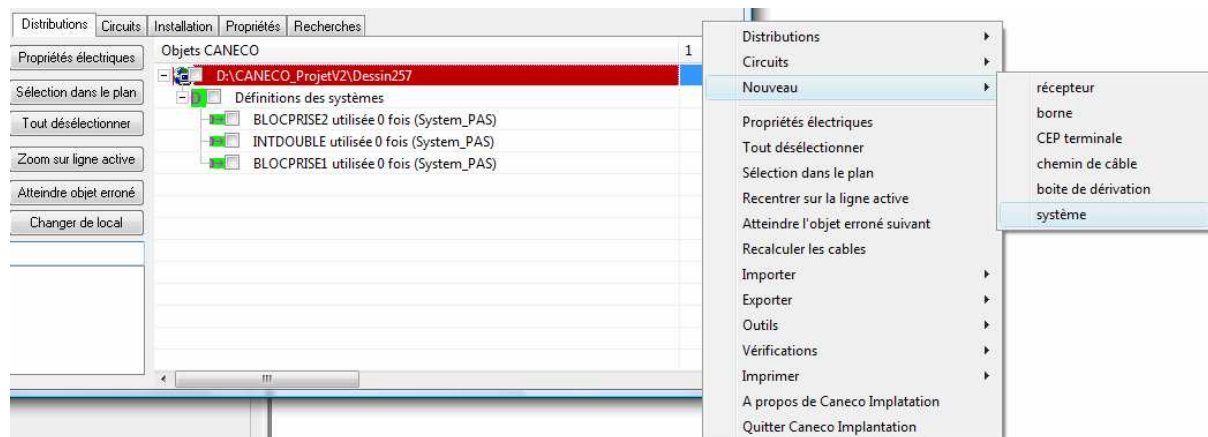 Distributions Circuits Installation Propriétés Recherches
Propriétés électriques
Sélection dans le plan
Tout désélectionner
Zoom sur ligne active
Atteindre objet erroné
Changer de local
Objets CANECO 1
D:\CANECO_ProjetV2\Dessin257
Définitions des systèmes
BLOCPRISE2 utilisée 0 fois (System_PAS)
INTDOUBLE utilisée 0 fois (System_PAS)
BLOCPRISE1 utilisée 0 fois (System_PAS)
Distributions
Circuits
Nouveau
Propriétés électriques
Tout désélectionner
Sélection dans le plan
Recentrer sur la ligne active
Atteindre l'objet erroné suivant
Recalculer les cables
Importer
Exporter
Outils
Vérifications
Imprimer
A propos de Caneco Implatation
Quitter Caneco Implantation
récepteur
borne
CEP terminale
chemin de câble
boite de dérivation
système